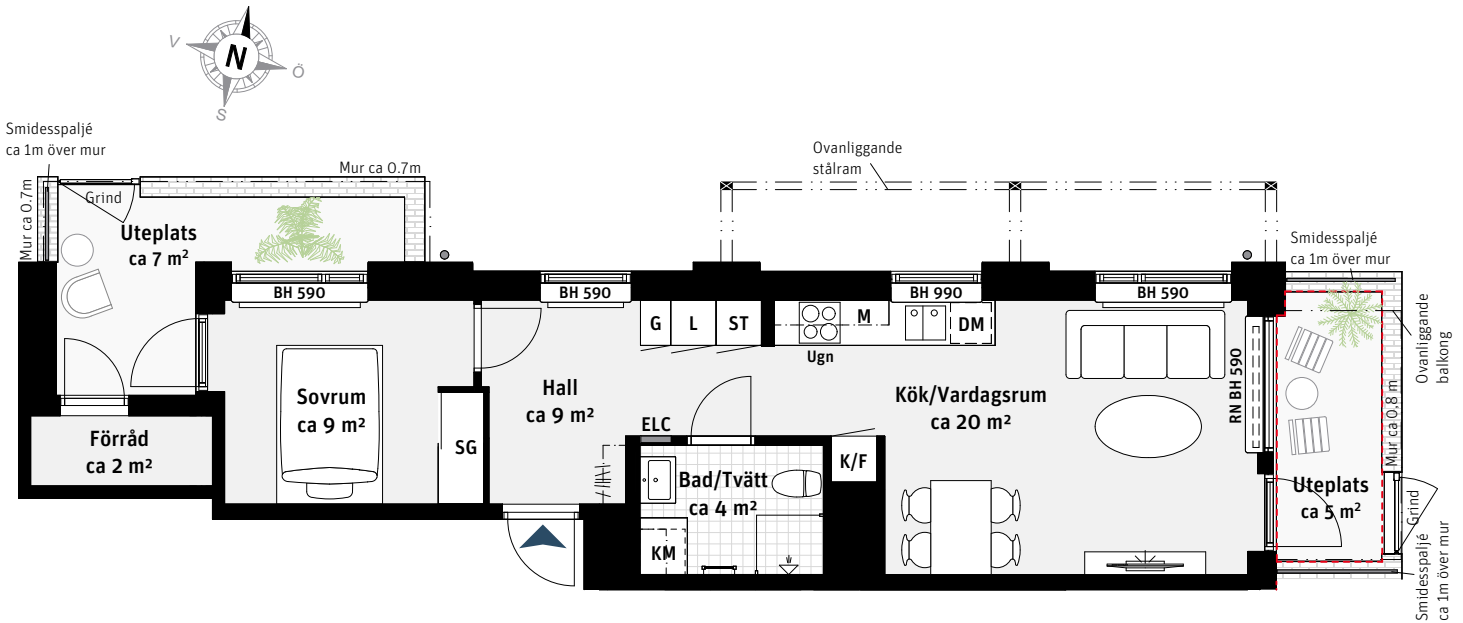 N
V
Ö
S
Smidesspaljé
ca 1m över mur
Mur ca 0.7m
Mur ca 0.7m
Grind
Uteplats
ca 7 m²
Ovanliggande
stålram
Smidesspaljé
ca 1m över mur
BH 590
BH 590
BH 990
BH 590
G
L
ST
M
DM
Ugn
Ovanliggande
balkong
RN BH 590
Sovrum
ca 9 m²
Hall
ca 9 m²
Kök/Vardagsrum
ca 20 m²
Mur ca 0,8 m
Förråd
ca 2 m²
SG
ELC
K/F
Bad/Tvätt
ca 4 m²
KM
Uteplats
ca 5 m²
Grind
Smidesspaljé
ca 1m över mur